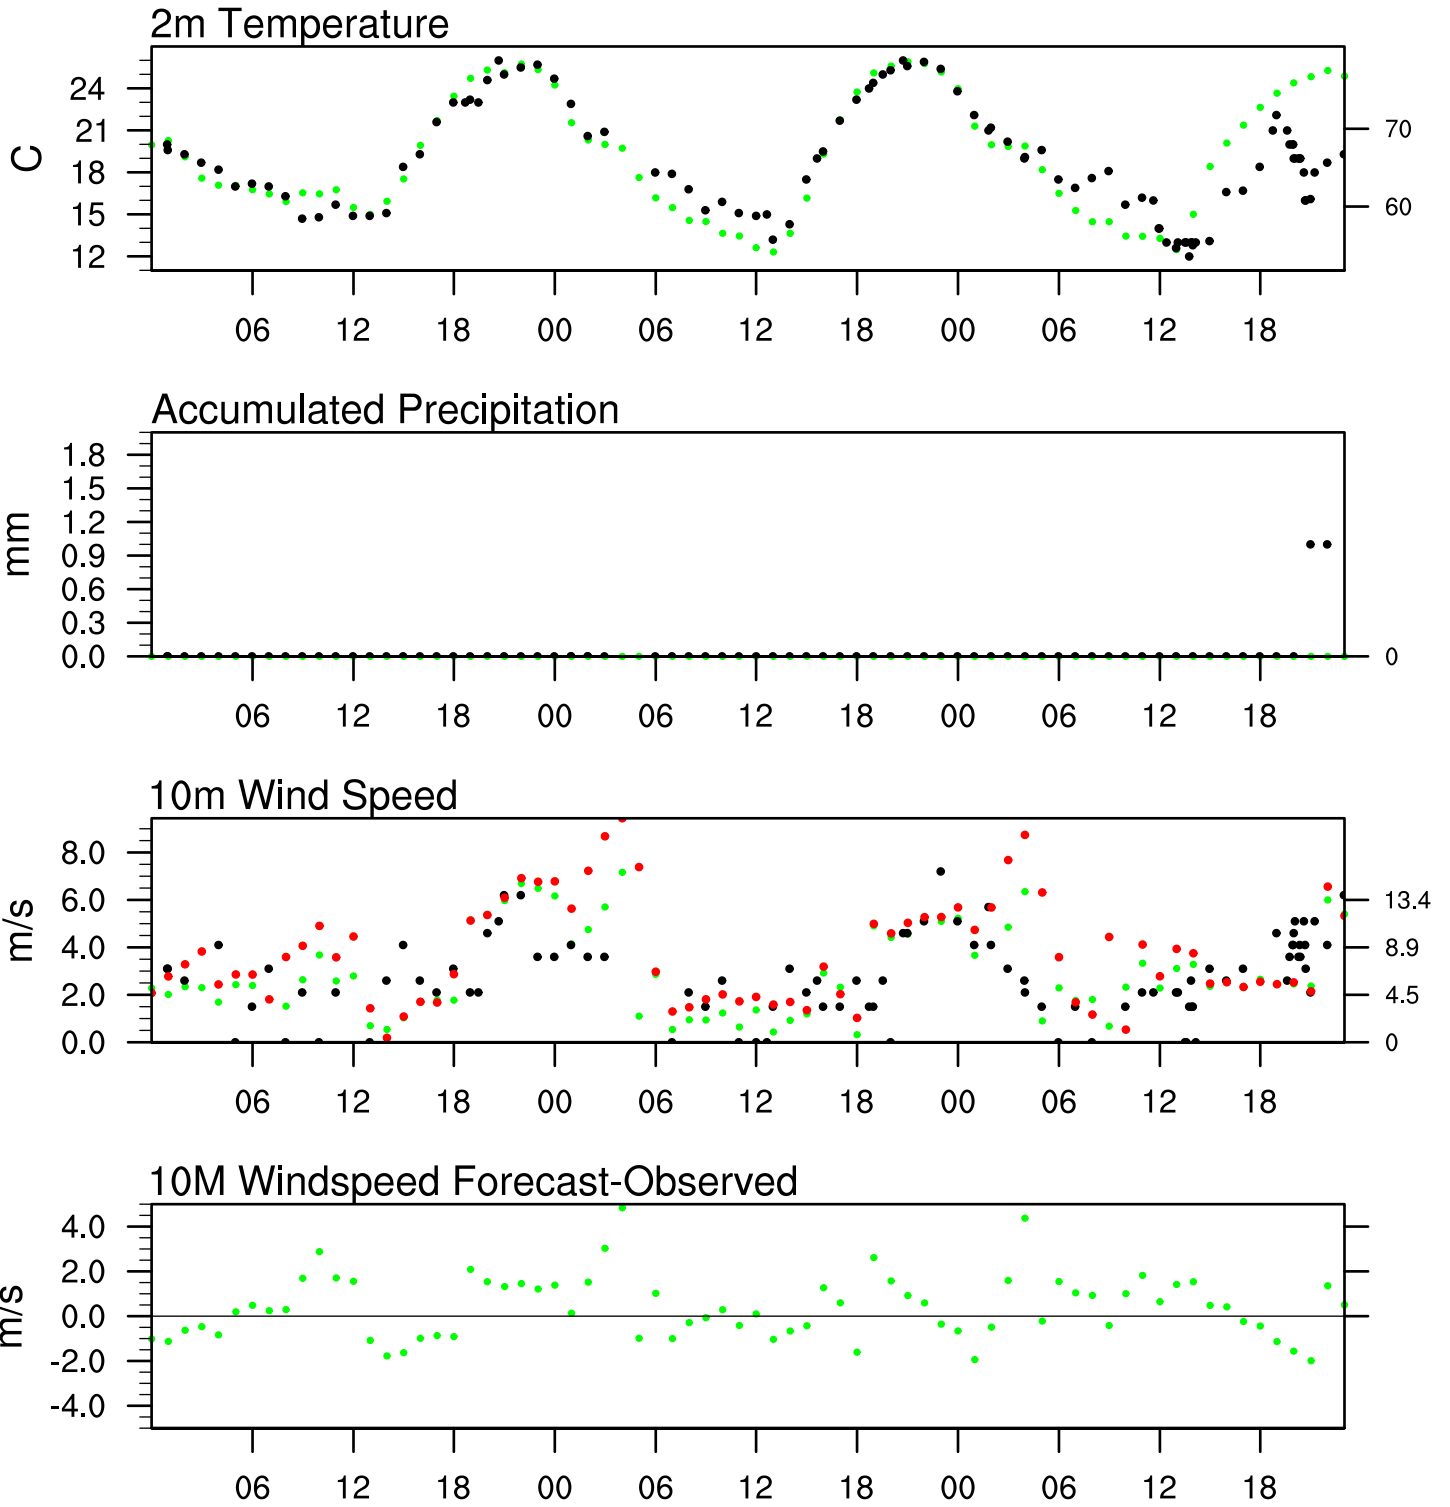 2m Temperature
24
21
18
15
12
C
70
60
06 12 18 00 06 12 18 00 06 12 18
Accumulated Precipitation
1.8
1.5
1.2
0.9
0.6
0.3
0.0
mm
0
06 12 18 00 06 12 18 00 06 12 18
10m Wind Speed
8.0
6.0
4.0
2.0
0.0
m/s
13.4
8.9
4.5
0
06 12 18 00 06 12 18 00 06 12 18
10M Windspeed Forecast-Observed
4.0
2.0
0.0
-2.0
-4.0
m/s
06 12 18 00 06 12 18 00 06 12 18